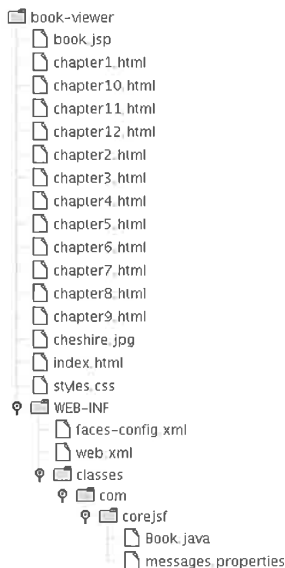 book-viewer
book.jsp
chapter1.html
chapter10.html
chapter11.html
chapter12.html
chapter2.html
chapter3.html
chapter4.html
chapter5.html
chapter6.html
chapter7.html
chapter8.html
chapter9.html
cheshire.jpg
index.html
styles.css
WEB-INF
faces-config.xml
web.xml
classes
com
corejsf
Book.java
messages.properties